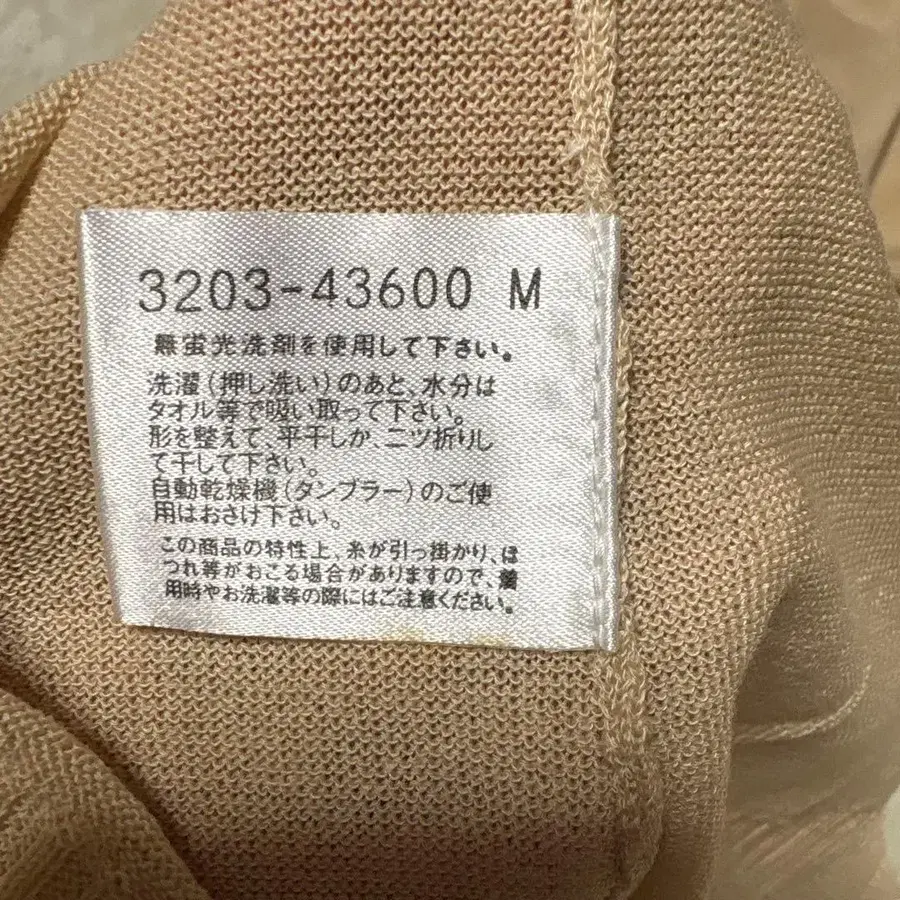 3203-43600 M
無蛍光洗剤を使用して下さい。
洗濯(押し洗い)のあと、水分は
タオル等で吸い取って下さい。
形を整えて、平干しか、二ツ折りし
て干して下さい。
自動乾燥機(タンブラー)のご使
用はおさけ下さい。
この商品の特性上、糸が引っ掛かり、ほ
つれ等がおこる場合がありますので、着
用時やお洗濯等の際にはご注意ください。